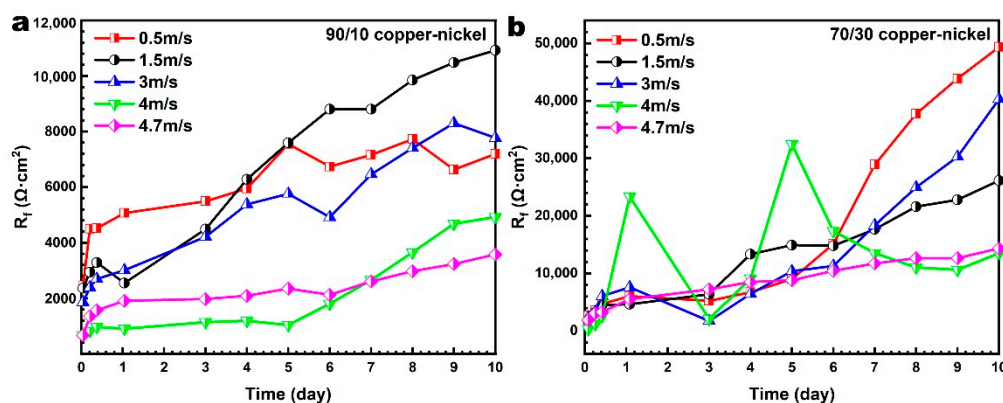 a
90/10 copper-nickel
0.5m/s
1.5m/s
3m/s
4m/s
4.7m/s
12,000
10,000
8000
6000
4000
2000
0 1 2 3 4 5 6 7 8 9 10
Time (day)
R_f (Ω·cm²)
b
70/30 copper-nickel
0.5m/s
1.5m/s
3m/s
4m/s
4.7m/s
50,000
40,000
30,000
20,000
10,000
0
0 1 2 3 4 5 6 7 8 9 10
Time (day)
R_f (Ω·cm²)